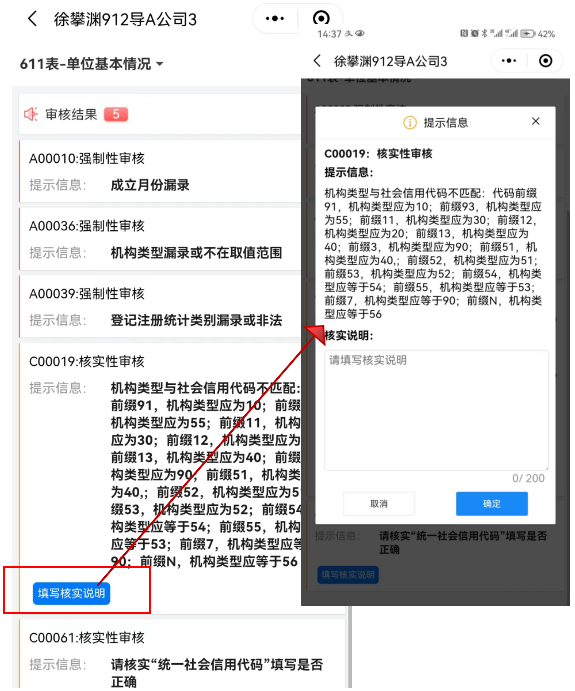 徐攀渊912导A公司3
611表-单位基本情况
审核结果 5
A00010:强制性审核
提示信息: 成立月份漏录
A00036:强制性审核
提示信息: 机构类型漏录或不在取值范围
A00039:强制性审核
提示信息: 登记注册统计类别漏录或非法
C00019:核实性审核
提示信息: 机构类型与社会信用代码不匹配:
前缀91，机构类型应为10；前缀
类型应为55；前缀11，机构
应为30；前缀12，机构类型应为
前缀13，机构类型应为40；前缀
构类型应为90，前缀51，机构类
为40,；前缀52，机构类型应为5
缀53，机构类型应为52；前缀54
构类型应等于54；前缀55，机构
应等于53；前缀7，机构类型应等
90；前缀N，机构类型应等于56
填写核实说明
C00061:核实性审核
提示信息: 请核实“统一社会信用代码”填写是否
正确
14:37
42%
徐攀渊912导A公司3
611表-单位基本情况
提示信息
C00019：核实性审核
提示信息：
机构类型与社会信用代码不匹配：代码前缀
91，机构类型应为10；前缀93，机构类型应
为55；前缀11，机构类型应为30；前缀12，
机构类型应为20；前缀13，机构类型应为
40；前缀3，机构类型应为90；前缀51，机
构类型应为40,；前缀52，机构类型应为51；
前缀53，机构类型应为52；前缀54，机构类
型应等于54；前缀55，机构类型应等于53；
前缀7，机构类型应等于90；前缀N，机构类
型应等于56
核实说明：
请填写核实说明
0/ 200
取消
确定
提示信息: 请核实“统一社会信用代码”填写是否
正确
填写核实说明